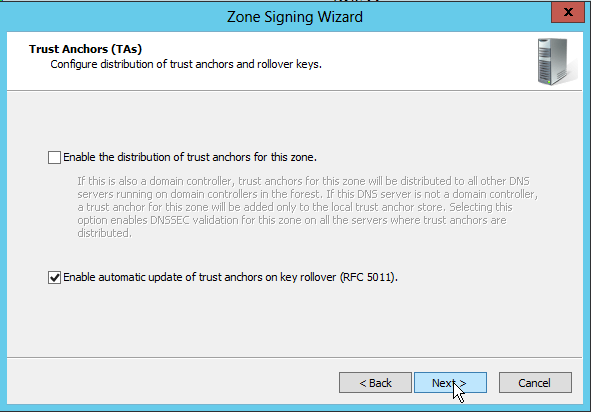 Zone Signing Wizard
x
Trust Anchors (TAs)
Configure distribution of trust anchors and rollover keys.
Enable the distribution of trust anchors for this zone.
If this is also a domain controller, trust anchors for this zone will be distributed to all other DNS
servers running on domain controllers in the forest. If this DNS server is not a domain controller,
a trust anchor for this zone will be added only to the local trust anchor store. Selecting this
option enables DNSSEC validation for this zone on all the servers where trust anchors are
distributed.
Enable automatic update of trust anchors on key rollover (RFC 5011).
< Back
Next >
Cancel